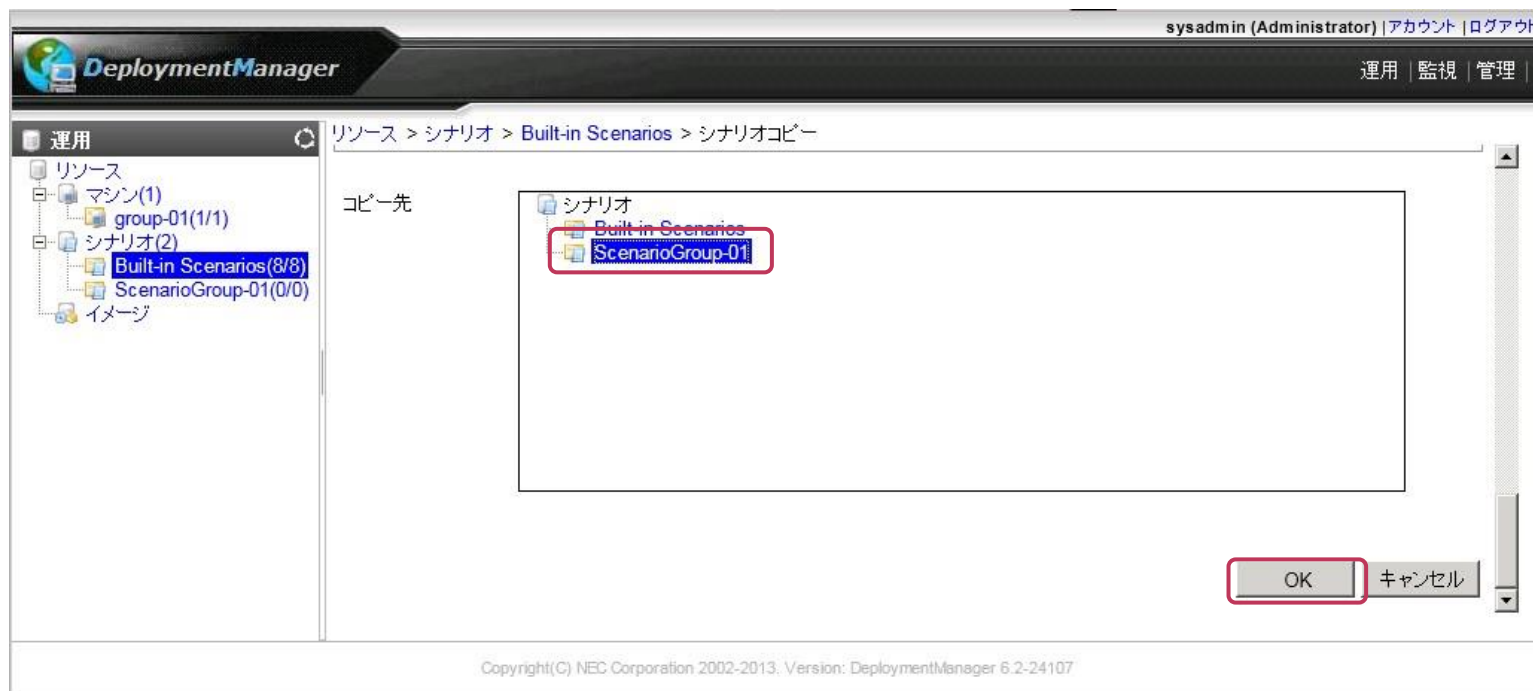 sysadmin (Administrator) | アカウント | ログアウト
DeploymentManager
運用 | 監視 | 管理 |
運用
リソース
マシン(1)
group-01(1/1)
シナリオ(2)
Built-in Scenarios(8/8)
ScenarioGroup-01(0/0)
イメージ
リソース > シナリオ > Built-in Scenarios > シナリオコピー
コピー先
シナリオ
Built-in Scenarios
ScenarioGroup-01
OK キャンセル
Copyright(C) NEC Corporation 2002-2013. Version: DeploymentManager 6.2-24107